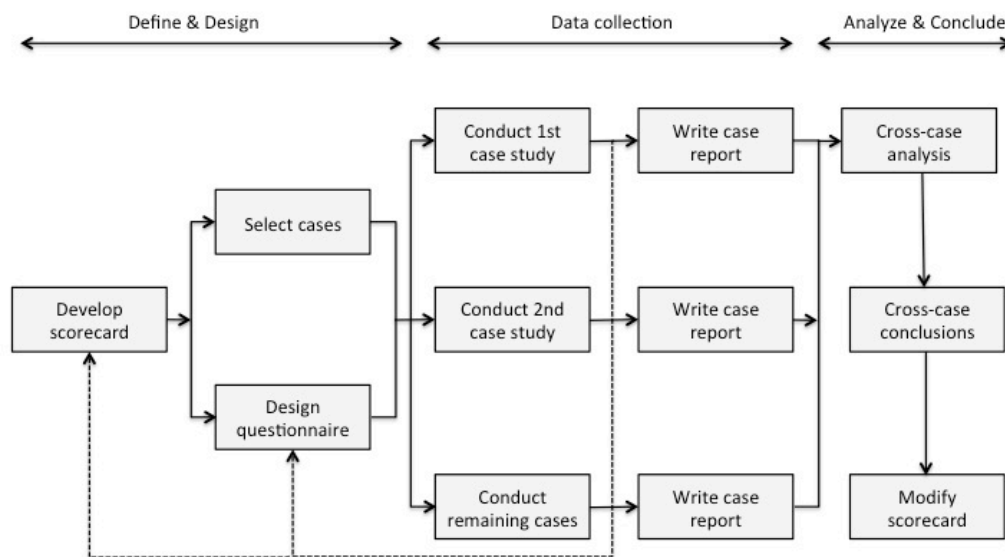 Define & Design
Data collection
Analyze & Conclude
Conduct 1st
case study
Write case
report
Cross-case
analysis
Select cases
Develop
scorecard
Conduct 2nd
case study
Write case
report
Cross-case
conclusions
Design
questionnaire
Conduct
remaining cases
Write case
report
Modify
scorecard